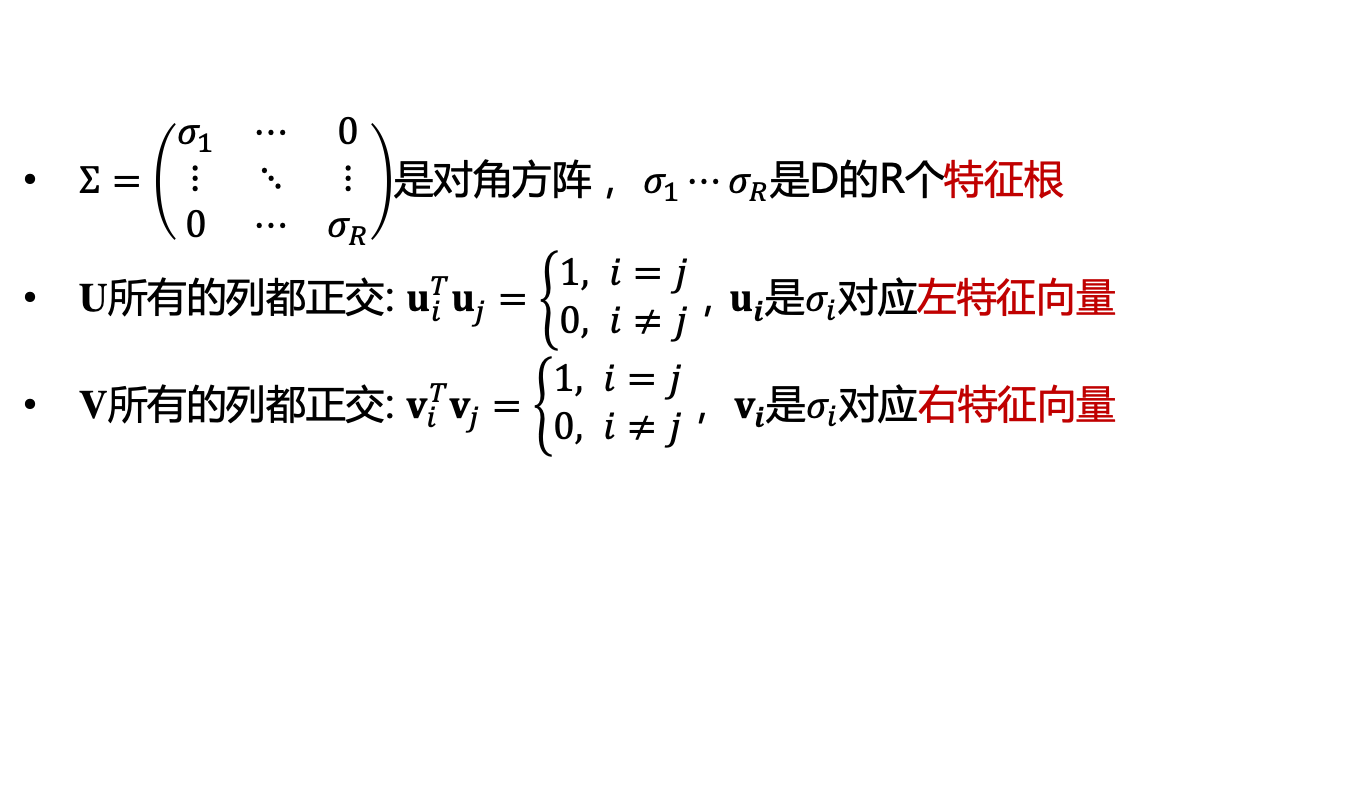 • Σ = (σ₁ ⋯ 0 ⋮ ⋱ ⋮ 0 ⋯ σ_R) 是对角方阵， σ₁ ⋯ σ_R是D的R个特征根
• U所有的列都正交: u_i^T u_j = {1, i = j 0, i ≠ j , u_i是σ_i对应左特征向量
• V所有的列都正交: v_i^T v_j = {1, i = j 0, i ≠ j , v_i是σ_i对应右特征向量